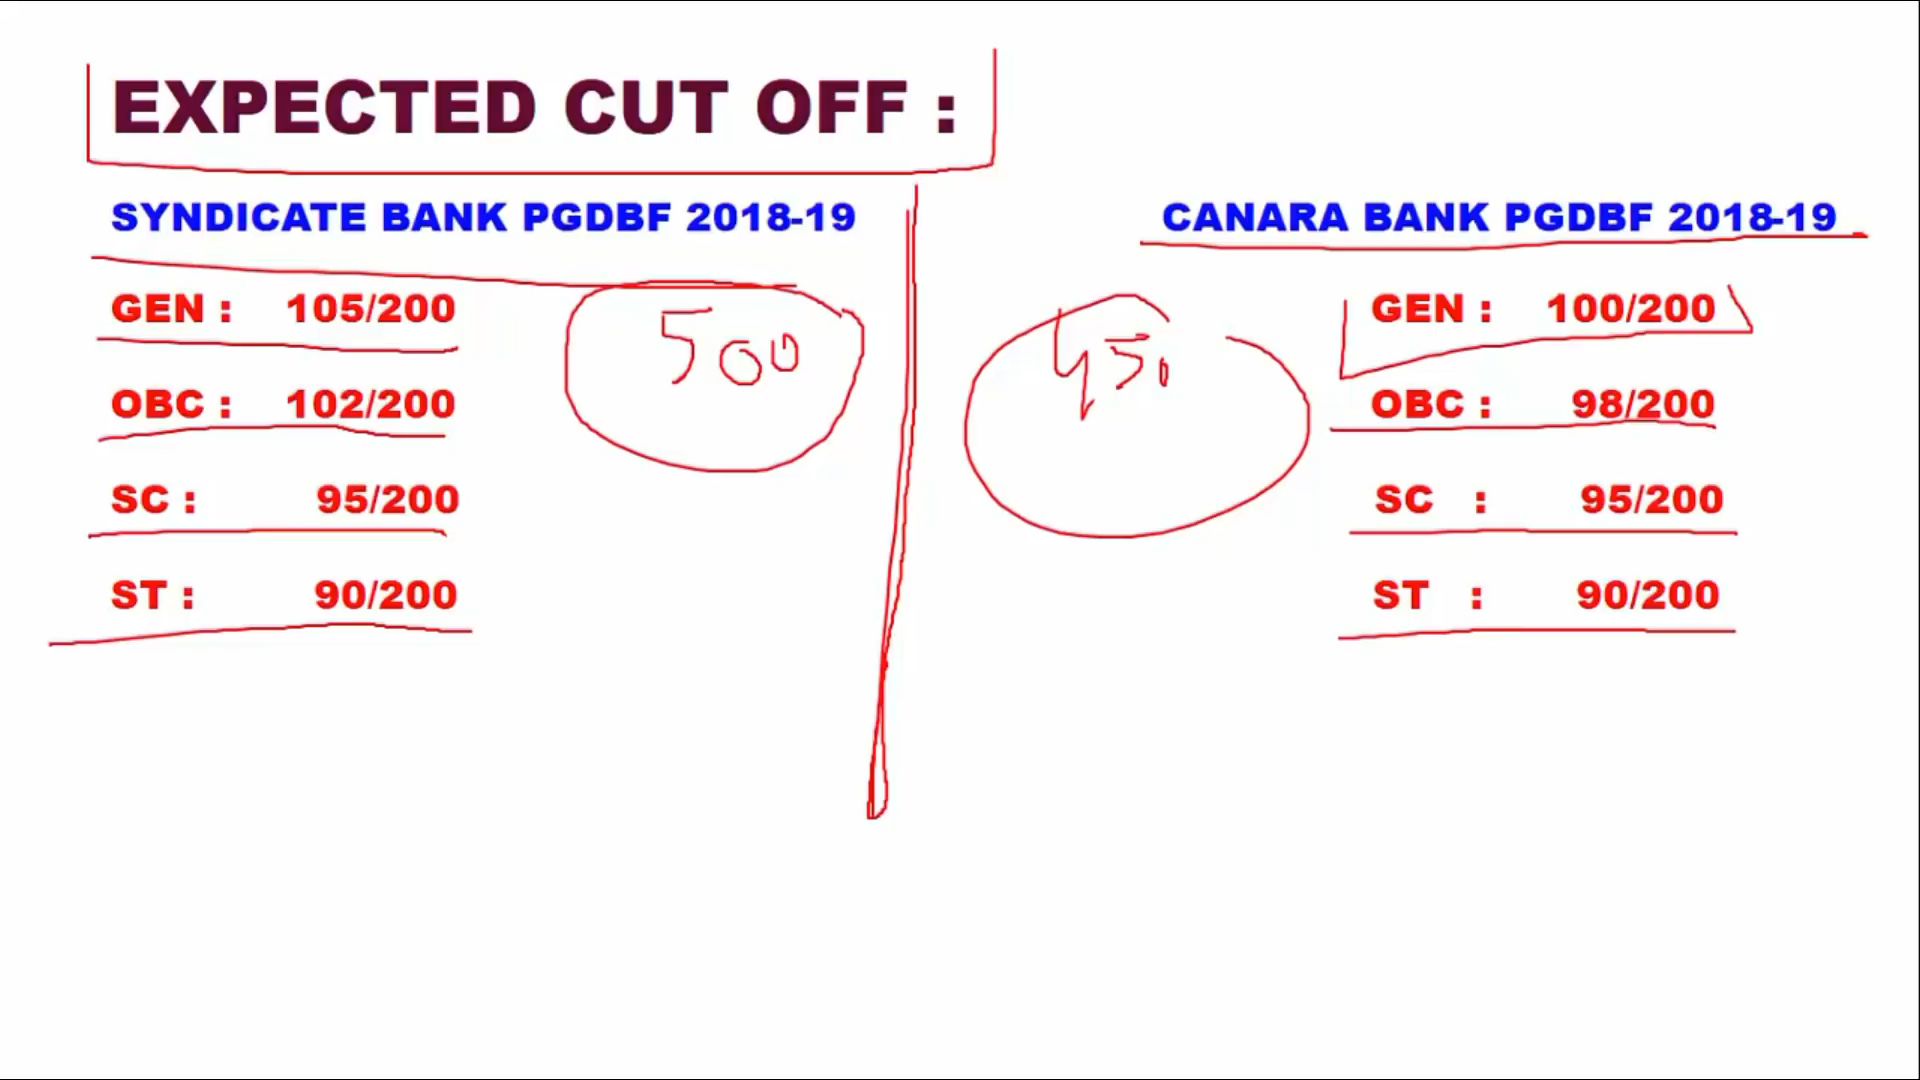 EXPECTED CUT OFF :
SYNDICATE BANK PGDBF 2018-19
GEN : 105/200
OBC : 102/200
SC : 95/200
ST : 90/200
500
CANARA BANK PGDBF 2018-19
GEN : 100/200
OBC : 98/200
SC : 95/200
ST : 90/200
450